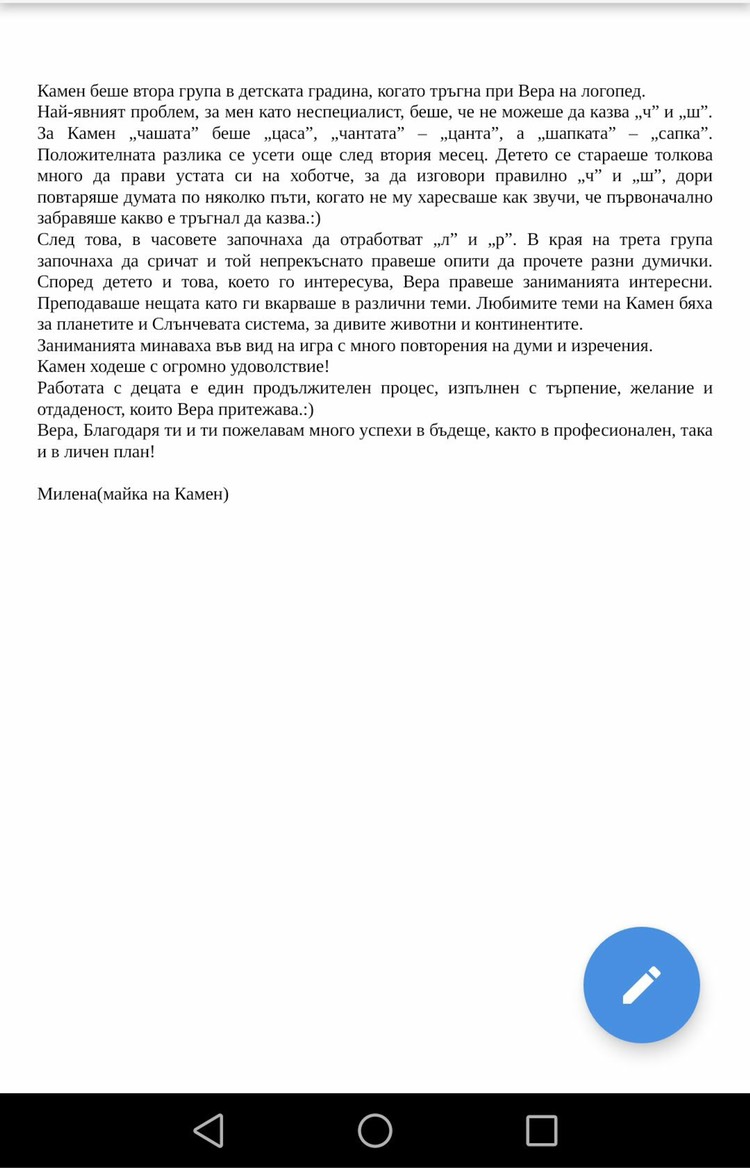 Камен беше втора група в детската градина, когато тръгна при Вера на логопед.
Най-явният проблем, за мен като неспециалист, беше, че не можеше да казва „ч” и „ш”.
За Камен „чашата” беше „цаса”, „чантата” – „цанта”, а „шапката” – „сапка”.
Положителната разлика се усети още след втория месец. Детето се стараеше толкова
много да прави устата си на хоботче, за да изговори правилно „ч” и „ш”, дори
повтаряше думата по няколко пъти, когато не му харесваше как звучи, че първоначално
забравяше какво е тръгнал да казва.:)
След това, в часовете започнаха да отработват „л” и „р”. В края на трета група
започнаха да сричат и той непрекъснато правеше опити да прочете разни думички.
Според детето и това, което го интересува, Вера правеше заниманията интересни.
Преподаваше нещата като ги вкарваше в различни теми. Любимите теми на Камен бяха
за планетите и Слънчевата система, за дивите животни и континентите.
Заниманията минаваха във вид на игра с много повторения на думи и изречения.
Камен ходеше с огромно удоволствие!
Работата с децата е един продължителен процес, изпълнен с търпение, желание и
отдаденост, които Вера притежава.:)
Вера, Благодаря ти и ти пожелавам много успехи в бъдеще, както в професионален, така
и в личен план!
Милена(майка на Камен)